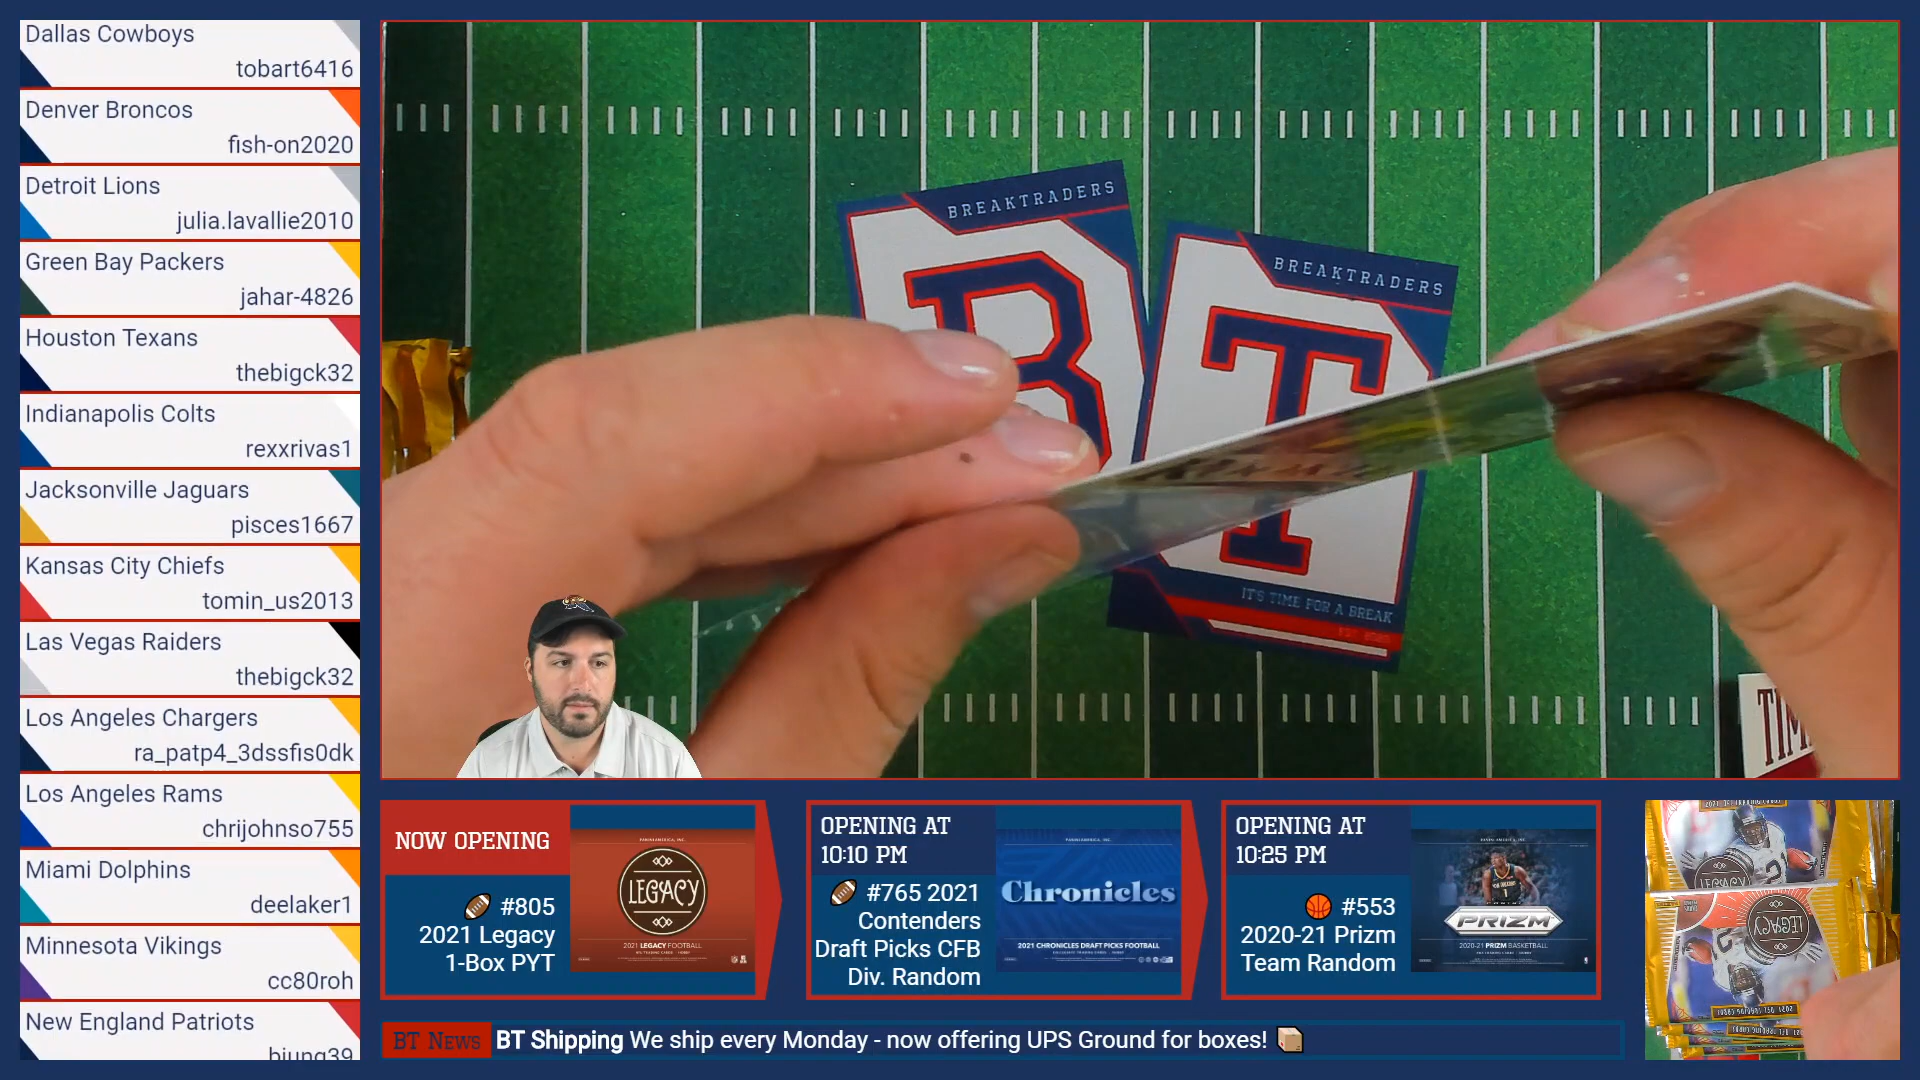 Dallas Cowboys
tobart6416
Denver Broncos
fish-on2020
Detroit Lions
julia.lavallie2010
Green Bay Packers
jahar-4826
Houston Texans
thebigck32
Indianapolis Colts
rexxrivas1
Jacksonville Jaguars
pisces1667
Kansas City Chiefs
tomin_us2013
Las Vegas Raiders
thebigck32
Los Angeles Chargers
ra_patp4_3dssfis0dk
Los Angeles Rams
chrijohnso755
Miami Dolphins
deelaker1
Minnesota Vikings
cc80roh
New England Patriots
bjung39
BREAKTRADERS
B
BREAKTRADERS
T
IT'S TIME FOR A BREAK
NOW OPENING
#805
2021 Legacy
1-Box PYT
LEGACY
2021 LEGACY FOOTBALL
OPENING AT
10:10 PM
#765 2021
Contenders
Draft Picks CFB
Div. Random
Chronicles
2021 CHRONICLES DRAFT PICKS FOOTBALL
OPENING AT
10:25 PM
#553
2020-21 Prizm
Team Random
PRIZM
2020-21 PRIZM BASKETBALL
LEGACY
LEGACY
BT News
BT Shipping We ship every Monday - now offering UPS Ground for boxes!